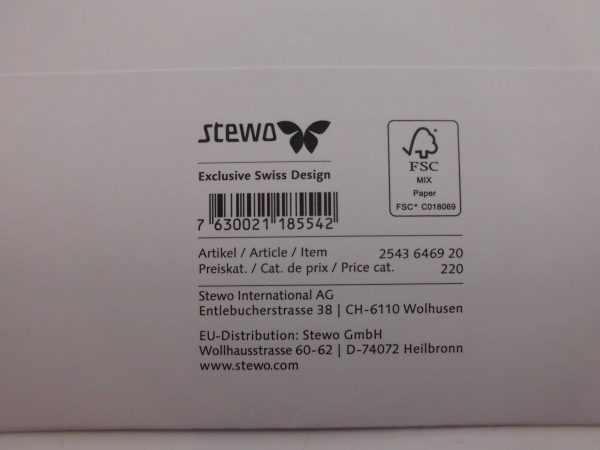 stewo
Exclusive Swiss Design
7 630021 185542
FSC
MIX
Paper
FSC® C018069
Artikel / Article / Item 2543 6469 20
Preiskat. / Cat. de prix / Price cat. 220
Stewo International AG
Entlebucherstrasse 38 | CH-6110 Wolhusen
EU-Distribution: Stewo GmbH
Wollhausstrasse 60-62 | D-74072 Heilbronn
www.stewo.com